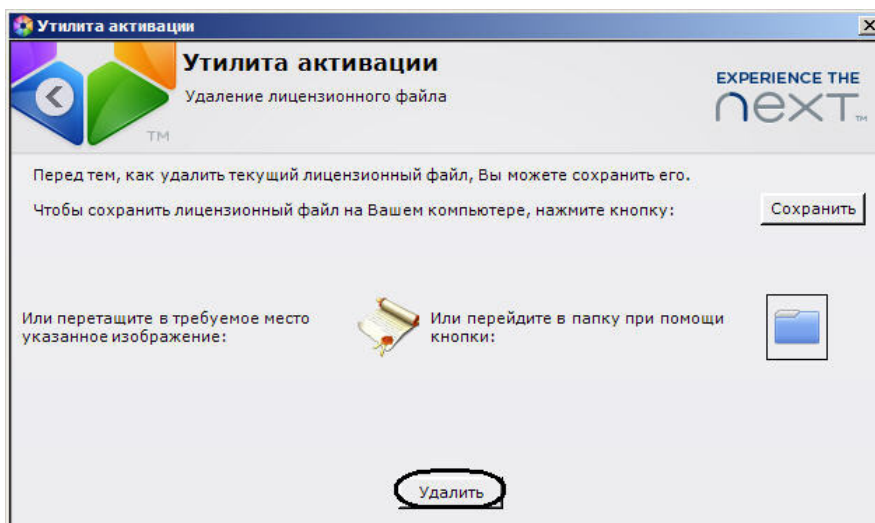 Утилита активации
Утилита активации
Удаление лицензионного файла
EXPERIENCE THE
next™
TM
Перед тем, как удалить текущий лицензионный файл, Вы можете сохранить его.
Чтобы сохранить лицензионный файл на Вашем компьютере, нажмите кнопку:
Сохранить
Или перетащите в требуемое место
указанное изображение:
Или перейдите в папку при помощи
кнопки:
Удалить